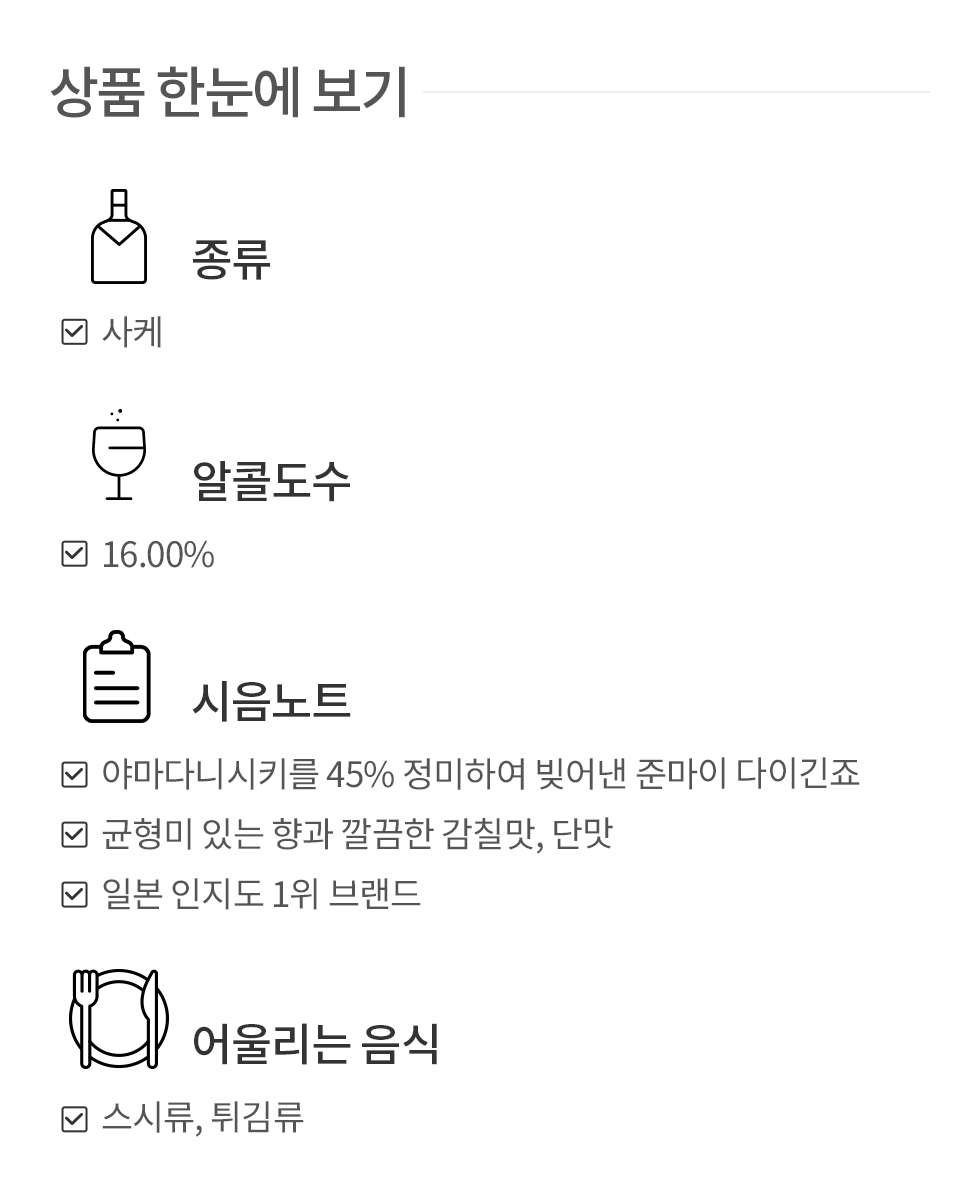 상품 한눈에 보기
종류
사케
알콜도수
16.00%
시음노트
야마다니시키를 45% 정미하여 빚어낸 준마이 다이긴죠
균형미 있는 향과 깔끔한 감칠맛, 단맛
일본 인지도 1위 브랜드
어울리는 음식
스시류, 튀김류